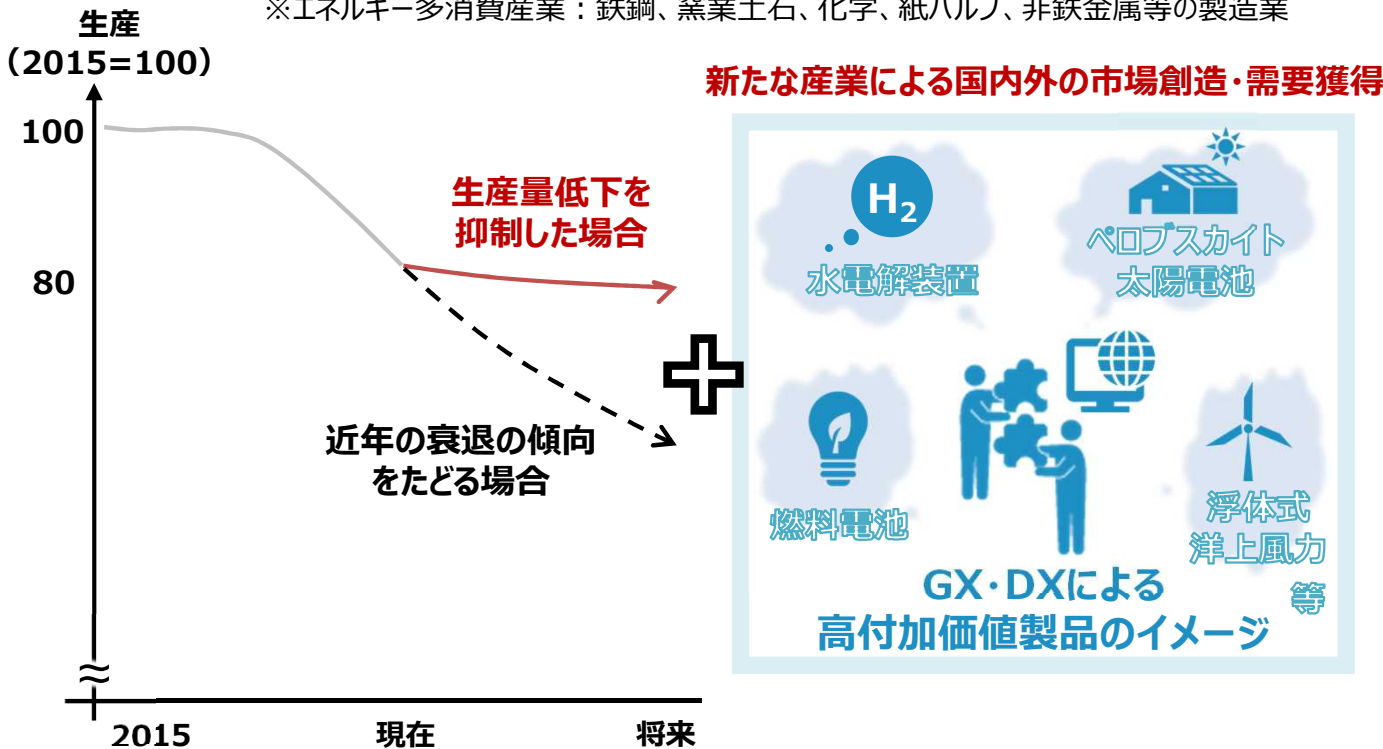 ※エネルギー多消費産業：鉄鋼、窯業土石、化学、紙パルプ、非鉄金属等の製造業
生産
（2015=100）
100
80
2015
現在
将来
生産量低下を
抑制した場合
近年の衰退の傾向
をたどる場合
新たな産業による国内外の市場創造・需要獲得
H₂
水電解装置
ペロブスカイト
太陽電池
燃料電池
浮体式
洋上風力
等
GX・DXによる
高付加価値製品のイメージ